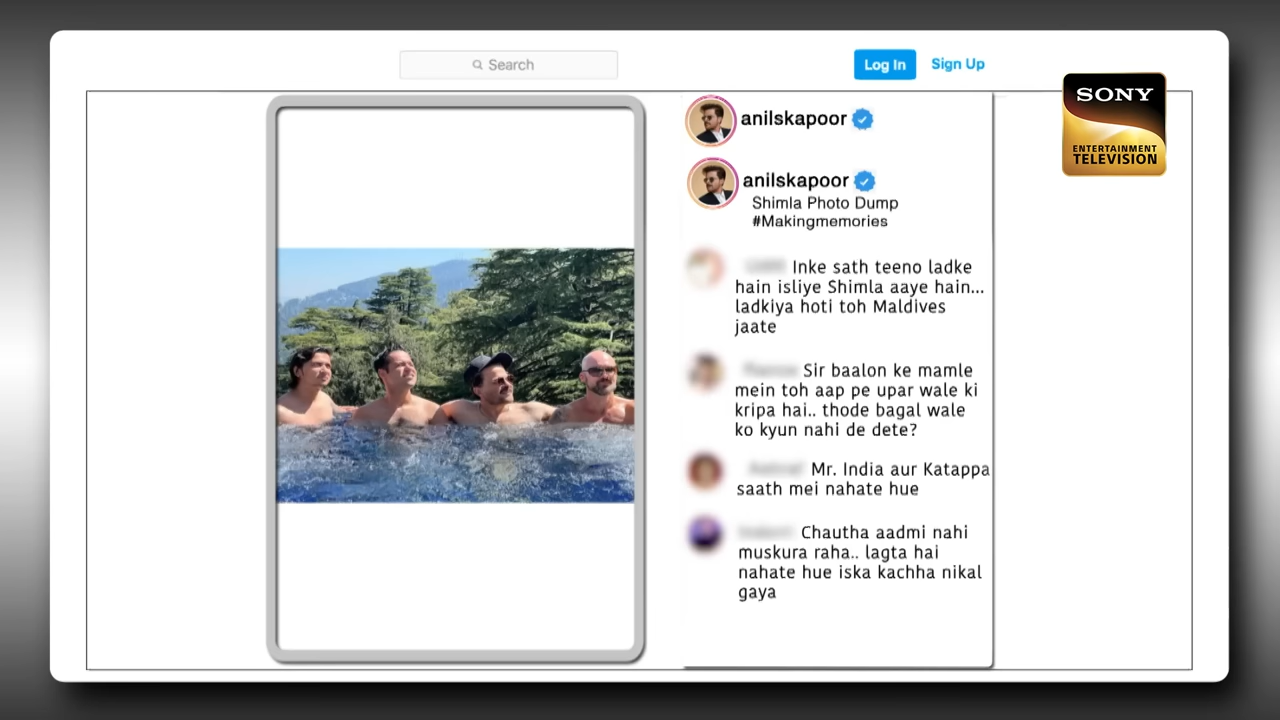 Search
Log In
Sign Up
SONY
ENTERTAINMENT
TELEVISION
anilskapoor
anilskapoor
Shimla Photo Dump
#Makingmemories
Inke sath teeno ladke
hain isliye Shimla aaye hain...
ladkiya hoti toh Maldives
jaate
Sir baalon ke mamle
mein toh aap pe upar wale ki
kripa hai.. thode bagal wale
ko kyun nahi de dete?
Mr. India aur Katappa
saath mei nahate hue
Chautha aadmi nahi
muskura raha.. lagta hai
nahate hue iska kachha nikal
gaya